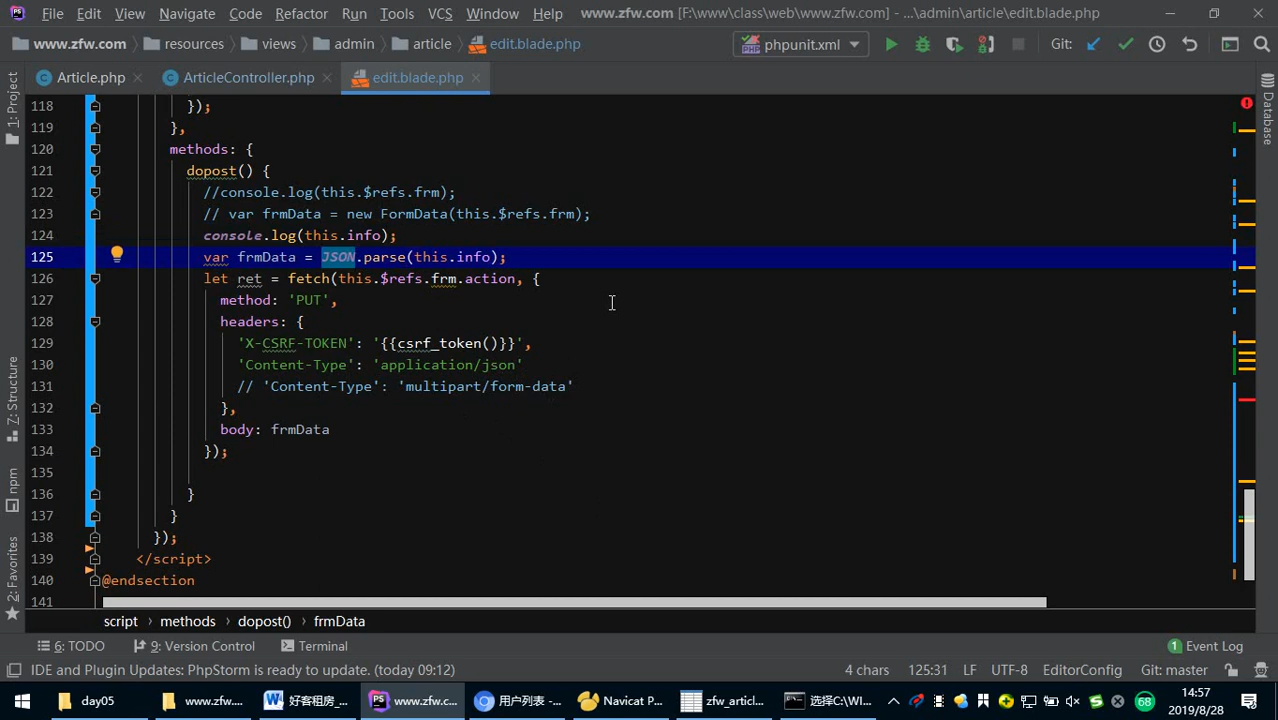 File Edit View Navigate Code Refactor Run Tools VCS Window Help www.zfw.com [F:\www\class\web\www.zfw.com] - ...\admin\article\edit.blade.php
www.zfw.com resources views admin article edit.blade.php phpunit.xml Git:
Article.php ArticleController.php edit.blade.php
1: Project
Z: Structure
npm
2: Favorites
Database
118 });
119 },
120 methods: {
121 dopost() {
122 //console.log(this.$refs.frm);
123 // var frmData = new FormData(this.$refs.frm);
124 console.log(this.info);
125 var frmData = JSON.parse(this.info);
126 let ret = fetch(this.$refs.frm.action, {
127 method: 'PUT',
128 headers: {
129 'X-CSRF-TOKEN': '{{csrf_token()}}',
130 'Content-Type': 'application/json'
131 // 'Content-Type': 'multipart/form-data'
132 },
133 body: frmData
134 });
135
136 }
137 }
138 });
139 </script>
140 @endsection
141
script methods dopost() frmData
6: TODO 9: Version Control Terminal 1 Event Log
IDE and Plugin Updates: PhpStorm is ready to update. (today 09:12) 4 chars 125:31 LF UTF-8 EditorConfig Git: master
day05 www.zfw.... 好客租房_... www.zfw.c... 用户列表 -... Navicat P... zfw_articl... 选择C:\WI... 68 14:57
2019/8/28